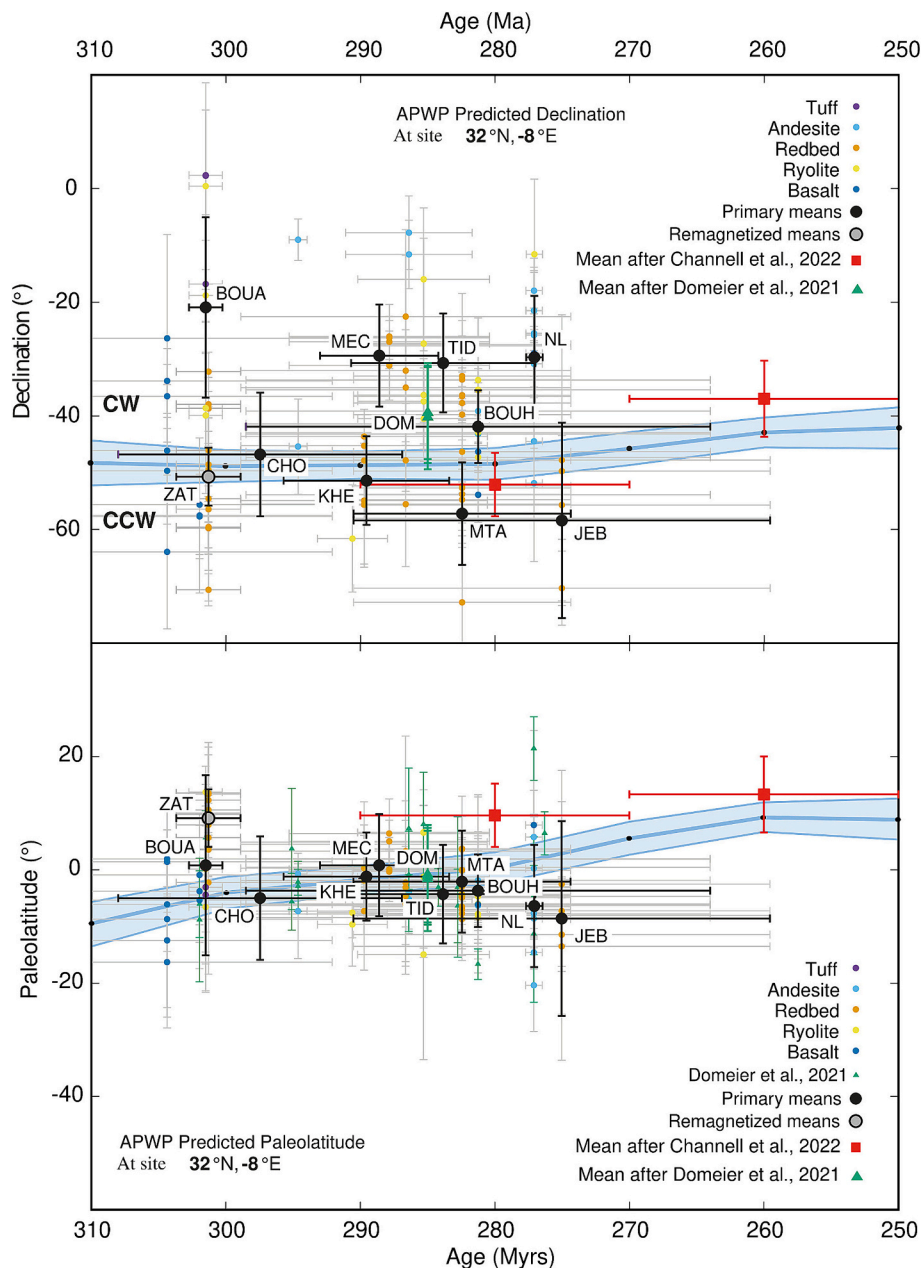 Age (Ma)
310 300 290 280 270 260 250
APWP Predicted Declination
At site 32°N, -8°E
Tuff
Andesite
Redbed
Ryolite
Basalt
Primary means
Remagnetized means
Mean after Channell et al., 2022
Mean after Domeier et al., 2021
Declination (°)
0
-20
-40
-60
BOUA
MEC
TID
NL
CW
DOM
BOUH
CHO
ZAT
KHE
CCW
MTA
JEB
Paleolatitude (°)
20
0
-20
-40
ZAT
BOUA
MEC
DOM
MTA
KHE
BOUH
CHO
TID
NL
JEB
Tuff
Andesite
Redbed
Ryolite
Basalt
Domeier et al., 2021
Primary means
Remagnetized means
Mean after Channell et al., 2022
Mean after Domeier et al., 2021
APWP Predicted Paleolatitude
At site 32°N, -8°E
310 300 290 280 270 260 250
Age (Myrs)